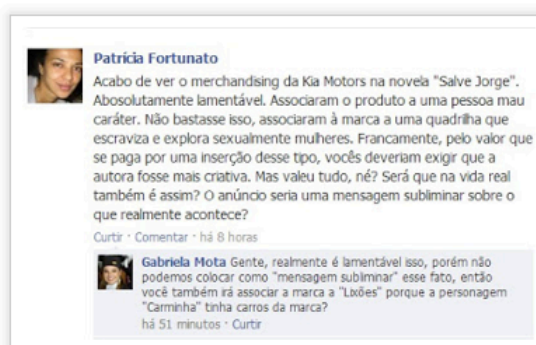 Patrícia Fortunato
Acabo de ver o merchandising da Kia Motors na novela "Salve Jorge".
Abosolutamente lamentável. Associaram o produto a uma pessoa mau
caráter. Não bastasse isso, associaram à marca a uma quadrilha que
escraviza e explora sexualmente mulheres. Francamente, pelo valor que
se paga por uma inserção desse tipo, vocês deveriam exigir que a
autora fosse mais criativa. Mas valeu tudo, né? Será que na vida real
também é assim? O anúncio seria uma mensagem subliminar sobre o
que realmente acontece?
Curtir · Comentar · há 8 horas
Gabriela Mota Gente, realmente é lamentável isso, porém não
podemos colocar como "mensagem subliminar" esse fato, então
você também irá associar a marca a "Lixões" porque a personagem
"Carminha" tinha carros da marca?
há 51 minutos · Curtir